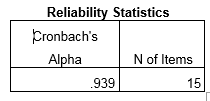 Reliability Statistics
Cronbach's
Alpha N of Items
.939 15